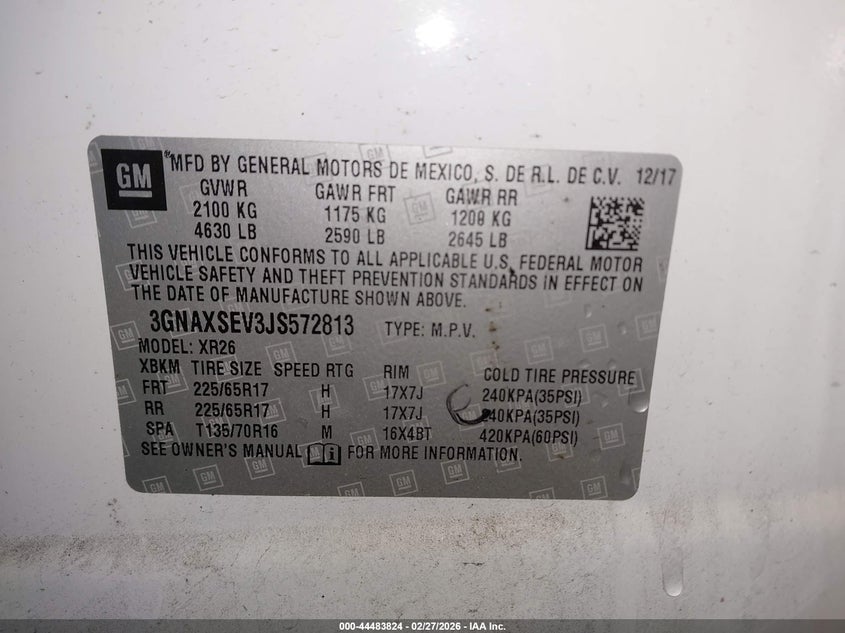 GM
MFD BY GENERAL MOTORS DE MEXICO, S. DE R.L. DE C.V. 12/17
GVWR GAWR FRT GAWR RR
2100 KG 1175 KG 1200 KG
4630 LB 2590 LB 2645 LB
THIS VEHICLE CONFORMS TO ALL APPLICABLE U.S. FEDERAL MOTOR
VEHICLE SAFETY AND THEFT PREVENTION STANDARDS IN EFFECT ON
THE DATE OF MANUFACTURE SHOWN ABOVE.
3GNAXSEV3JS572813 TYPE: M.P.V.
MODEL: XR26
XBKM TIRE SIZE SPEED RTG RIM COLD TIRE PRESSURE
FRT 225/65R17 H 17X7J 240KPA(35PSI)
RR 225/65R17 H 17X7J 240KPA(35PSI)
SPA T135/70R16 M 16X4BT 420KPA(60PSI)
SEE OWNER'S MANUAL FOR MORE INFORMATION.
000-44483824 | 02/27/2026 - IAA Inc.